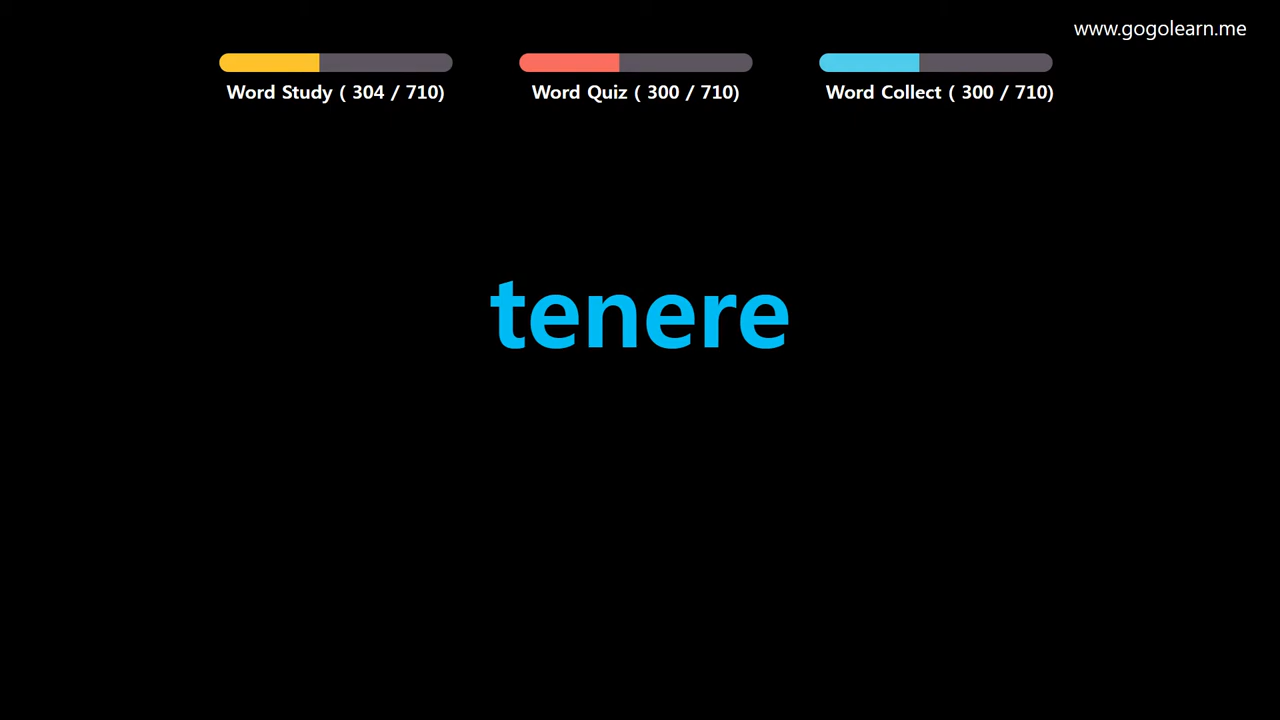 www.gogolearn.me
Word Study ( 304 / 710)
Word Quiz ( 300 / 710)
Word Collect ( 300 / 710)
tenere